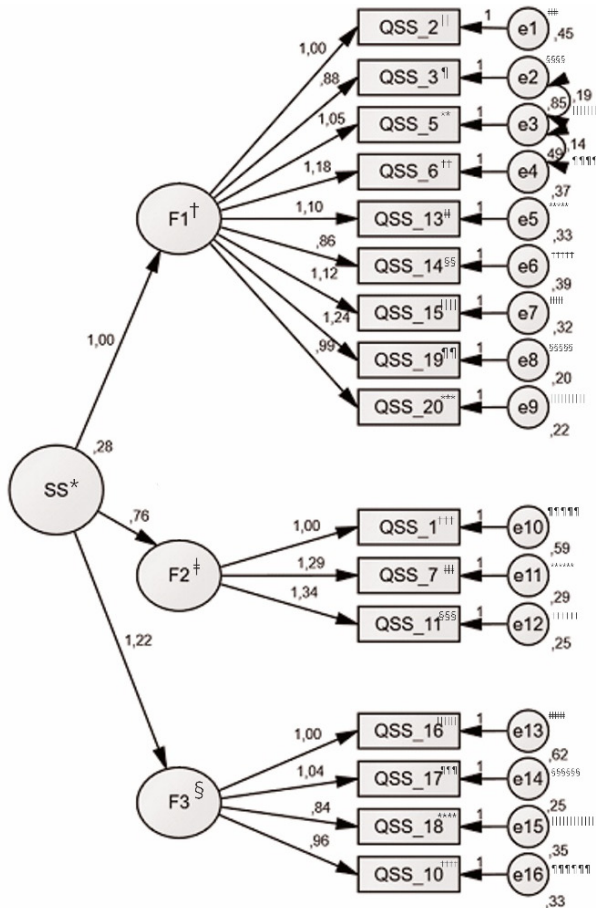 1,00 QSS_2|| 1 e1‡‡‡ ,45
,88 QSS_3¶ 1 e2§§§§ ,85 ,19
1,05 QSS_5** 1 e3 ,49 ,14
1,18 QSS_6†† 1 e4¶¶¶¶ ,37
F1†
1,10 QSS_13‡‡ 1 e5***** ,33
,86 QSS_14§§ 1 e6††††† ,39
1,12 QSS_15|||| 1 e7 ,32
1,24 QSS_19¶¶ 1 e8§§§§§ ,20
,99 QSS_20*** 1 e9 ,22
1,00
,28
SS*
,76
1,22
F2‡
1,00 QSS_1††† 1 e10¶¶¶¶¶ ,59
1,29 QSS_7‡‡‡ 1 e11****** ,29
1,34 QSS_11§§§ 1 e12 ,25
F3§
1,00 QSS_16 1 e13 ,62
1,04 QSS_17¶¶¶ 1 e14§§§§§§ ,25
,84 QSS_18**** 1 e15 ,35
,96 QSS_10†††† 1 e16¶¶¶¶¶¶ ,33